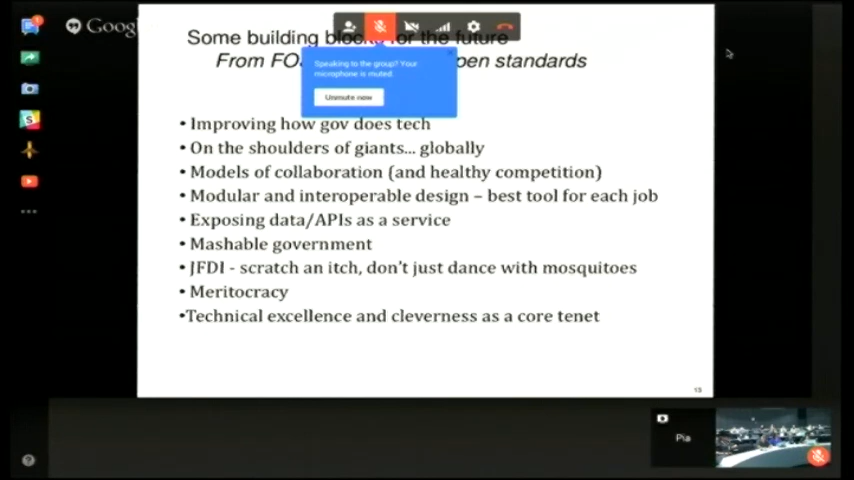 Goog
Some building blocks for the future
From FO pen standards
Speaking to the group? Your
microphone is muted.
Unmute now
• Improving how gov does tech
• On the shoulders of giants... globally
• Models of collaboration (and healthy competition)
• Modular and interoperable design – best tool for each job
• Exposing data/APIs as a service
• Mashable government
• JFDI - scratch an itch, don't just dance with mosquitoes
• Meritocracy
•Technical excellence and cleverness as a core tenet
15
Pia